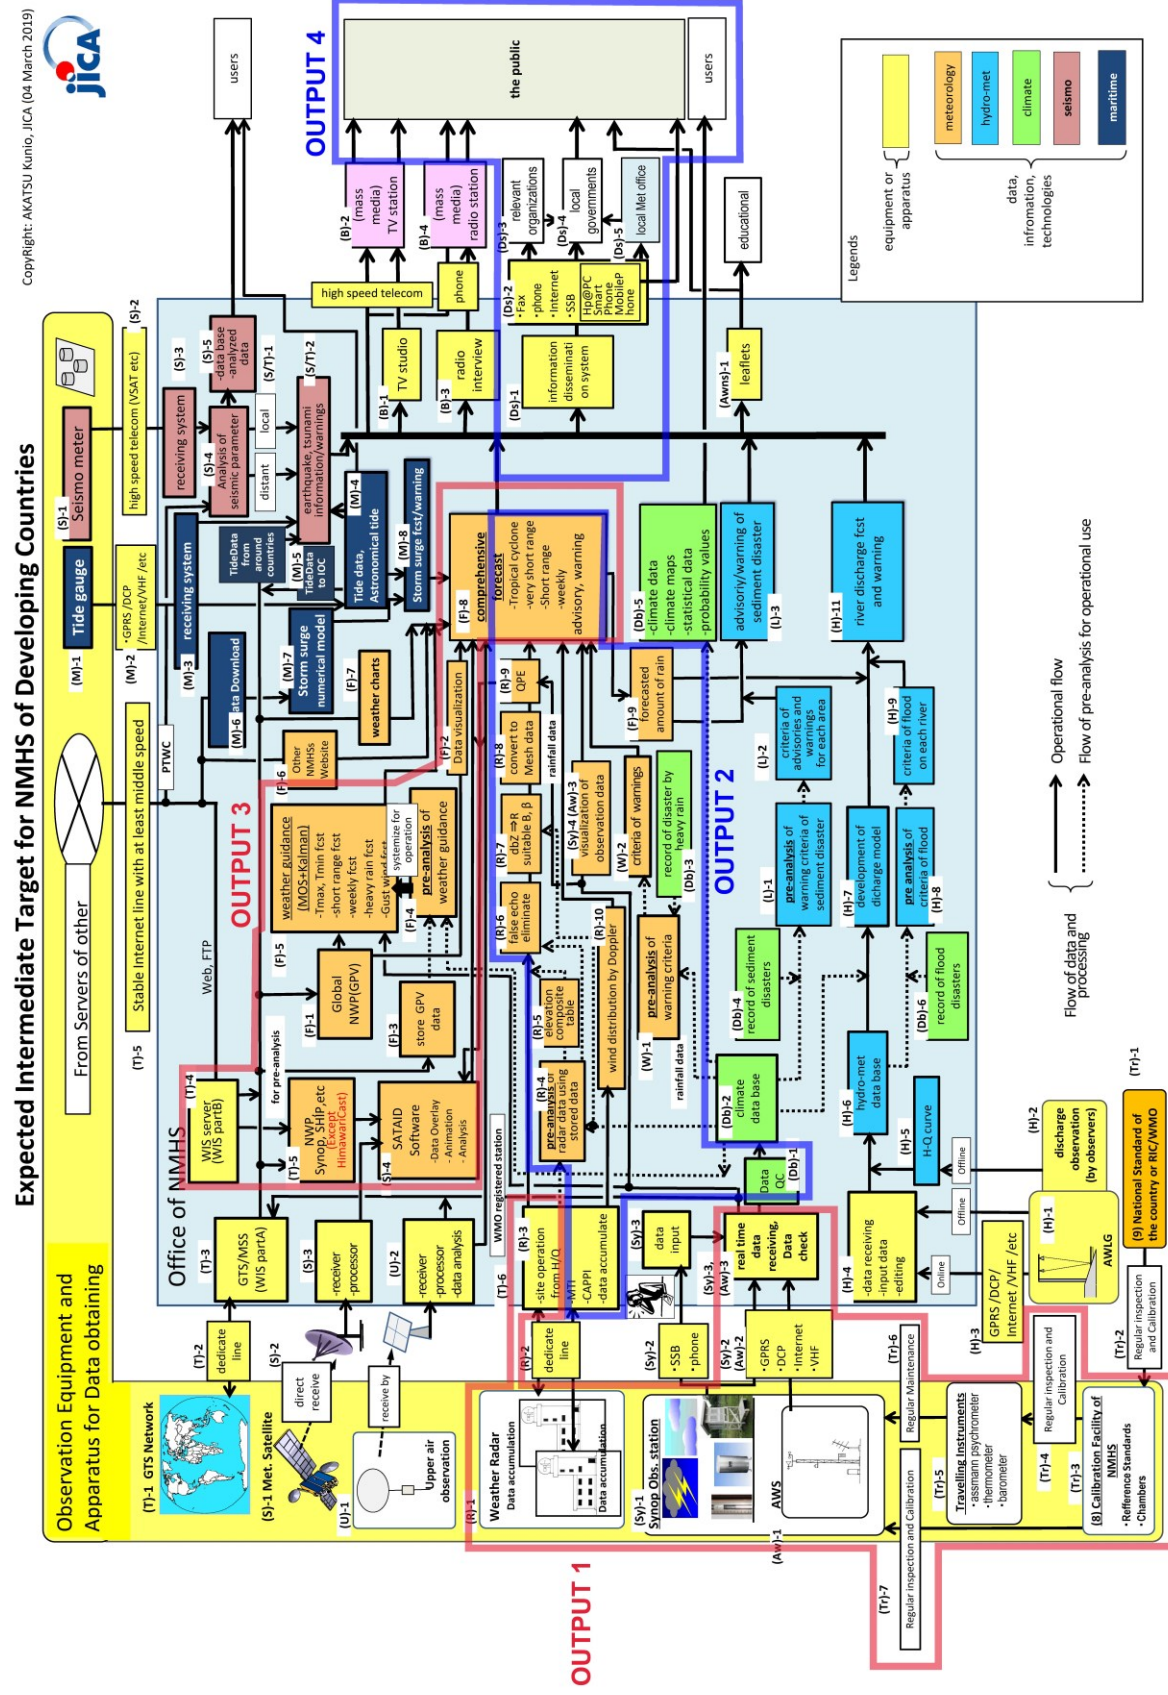 CopyRight: AKATSU Kunio, JICA (04 March 2019)
jICA
Expected Intermediate Target for NMHS of Developing Countries
Observation Equipment and
Apparatus for Data obtaining
From Servers of other
(T)-5
Stable Internet line with at least middle speed
(M)-1
Tide gauge
(S)-1
Seismo meter
(M)-2
・GPRS /DCP
/Internet/VHF /etc
high speed telecom (VSAT etc)
(S)-2
Office of NMHS
Web, FTP
PTWC
(M)-3
receiving system
(S)-3
receiving system
(S)-4
Analysis of
seismic parameter
(S)-5
-data base
-analyzed
data
(S/T)-1
distant
local
(S/T)-2
earthquake, tsunami
information/warnings
users
(M)-6
ata Download
TideData
from
around
countries
(M)-5
TideData
to IOC
(M)-4
Tide data,
Astronomical tide
(M)-7
Storm surge
numerical model
(M)-8
Storm surge fcst/warning
(F)-7
weather charts
(F)-6
Other
NMHSs
Website
OUTPUT 3
(T)-1 GTS Network
(T)-2
dedicate
line
(T)-3
GTS/MSS
(WIS partA)
(T)-4
WIS server
(WIS partB)
for pre-analysis
(T)-5
NWP,
Synop, SHIP ,etc
(Except
HimawariCast)
(S)-1 Met. Satellite
(S)-2
direct
receive
(S)-3
-receiver
-processor
(S)-4
SATAID
Software
-Data Overlay
- Animation
- Analysis
(U)-1
Upper air
observation
receive by
(U)-2
-receiver
-processor
-data analysis
(F)-1
Global
NWP(GPV)
(F)-3
store GPV
data
(F)-5
weather guidance
(MOS+Kalman)
-Tmax, Tmin fcst
-short range fcst
-weekly fcst
-heavy rain fcst
-Gust wind fcst
systemize for
operation
(F)-4
pre-analysis of
weather guidance
(F)-2
Data visualization
(F)-8
comprehensive
forecast
-Tropical cyclone
-very short range
-Short range
-weekly
advisory, warning
WMO registered station
(T)-6
OUTPUT 1
(R)-1
Weather Radar
Data accumulation
Data accumulation
(R)-2
dedicate
line
(R)-3
-site operation
from H/Q
-MTI
-CAPPI
-data accumulate
(R)-4
pre-analysis of
radar data using
stored data
(R)-5
elevation
composite
table
(R)-6
false echo
eliminate
(R)-7
dbZ ⇒R
suitable B, β
(R)-8
convert to
Mesh data
(R)-9
QPE
rainfall data
(R)-10
wind distribution by Doppler
(Sy)-4 (Aw)-3
visualization of
observation data
(Sy)-1
Synop Obs. station
(Sy)-2
・SSB
・phone
(Sy)-3
data
input
AWS
(Aw)-1
(Sy)-2
(Aw)-2
・GPRS
・DCP
・Internet
・VHF
(Sy)-3,
(Aw)-3
real time
data
receiving,
Data
check
Data
QC
(Db)-1
(Db)-2
climate
data base
rainfall data
(W)-1
pre-analysis of
warning criteria
(W)-2
criteria of warnings
record of disaster by
heavy rain
(Db)-3
(F)-9
forecasted
amount of rain
(Db)-5
-climate data
-climate maps
-statistical data
-probability values
OUTPUT 2
(Db)-4
record of sediment
disasters
(L)-1
pre-analysis of
warning criteria of
sediment disaster
(L)-2
criteria of
advisories and
warnings
for each area
advisoriy/warning of
sediment disaster
(L)-3
(H)-7
development of
dicharge model
(H)-11
river discharge fcst
and warning
pre analysis of
criteria of flood
(H)-8
(H)-9
criteria of flood
on each river
(Db)-6
record of flood
disasters
(H)-6
hydro-met
data base
(H)-5
H-Q curve
(H)-4
-data receiving
-input data
-editing
Online
Offline
Offline
(H)-3
GPRS /DCP/
Internet /VHF /etc
(H)-1
AWLG
(H)-2
discharge
observation
(by observers)
(B)-1
TV studio
high speed telecom
(B)-2
(mass
media)
TV station
(B)-3
radio
interview
phone
(B)-4
(mass
media)
radio station
OUTPUT 4
the public
users
(Ds)-1
information
disseminati
on system
(Ds)-2
・Fax
・phone
・Internet
・SSB
Hp@PC
Smart
Phone
MobileP
hone
(Ds)-3
relevant
organizations
(Ds)-4
local
governments
(Ds)-5
local Met office
(Awns)-1
leaflets
educational
(Tr)-7
Regular inspection and Calibration
(Tr)-6
Regular Maintenance
(Tr)-5
Travelling Instruments
・assmann psychrometer
・thermometer
・barometer
(Tr)-4
Regular inspection and
Calibration
(Tr)-3
(8) Calibration Facility of
NMHS
・Refference Standards
・Chambers
(Tr)-2
Regular inspection
and Calibration
(Tr)-1
(9) National Standard of
the country or RIC/WMO
Flow of data and
processing
Operational flow
Flow of pre-analysis for operational use
Legends
equipment or
apparatus
data,
infromation,
technologies
meteorology
hydro-met
climate
seismo
maritime